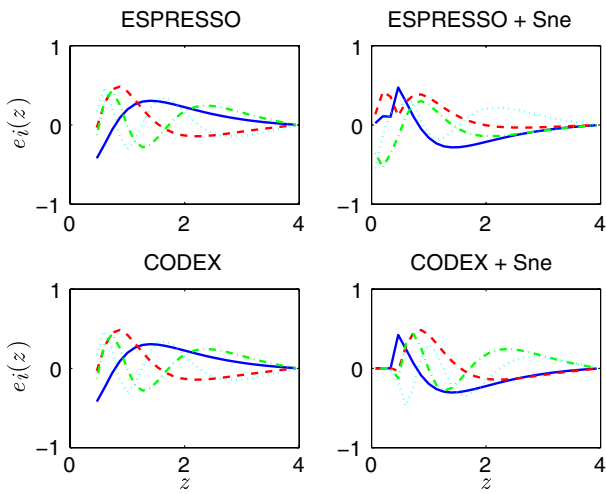 ESPRESSO
ESPRESSO + Sne
1
0
−1
e_i(z)
0 2 4
1
0
−1
0 2 4
CODEX
CODEX + Sne
1
0
−1
e_i(z)
0 2 4
z
1
0
−1
0 2 4
z